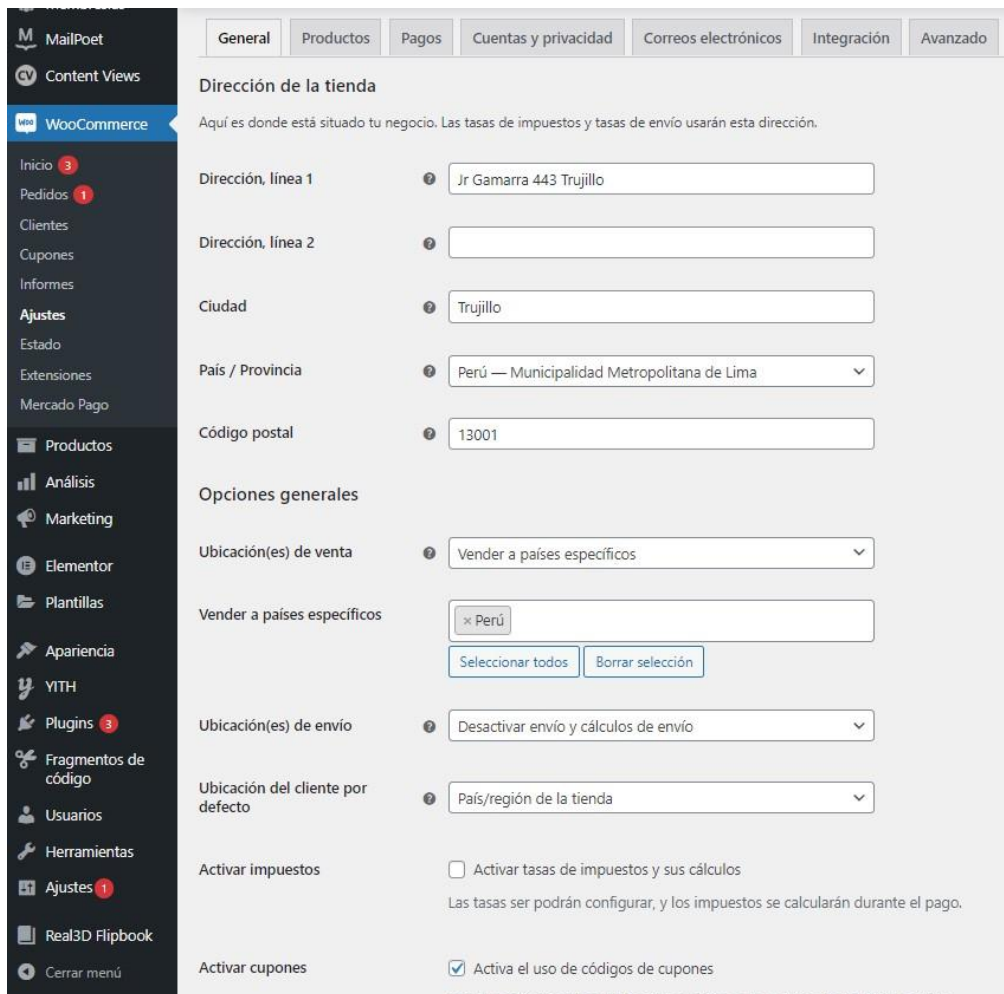 MailPoet
Content Views
WooCommerce
Inicio 3
Pedidos 1
Clientes
Cupones
Informes
Ajustes
Estado
Extensiones
Mercado Pago
Productos
Análisis
Marketing
Elementor
Plantillas
Apariencia
YITH
Plugins 3
Fragmentos de
código
Usuarios
Herramientas
Ajustes 1
Real3D Flipbook
Cerrar menú
General Productos Pagos Cuentas y privacidad Correos electrónicos Integración Avanzado
Dirección de la tienda
Aquí es donde está situado tu negocio. Las tasas de impuestos y tasas de envío usarán esta dirección.
Dirección, línea 1 Jr Gamarra 443 Trujillo
Dirección, línea 2
Ciudad Trujillo
País / Provincia Perú — Municipalidad Metropolitana de Lima
Código postal 13001
Opciones generales
Ubicación(es) de venta Vender a países específicos
Vender a países específicos × Perú
Seleccionar todos Borrar selección
Ubicación(es) de envío Desactivar envío y cálculos de envío
Ubicación del cliente por
defecto País/región de la tienda
Activar impuestos Activar tasas de impuestos y sus cálculos
Las tasas ser podrán configurar, y los impuestos se calcularán durante el pago.
Activar cupones Activa el uso de códigos de cupones